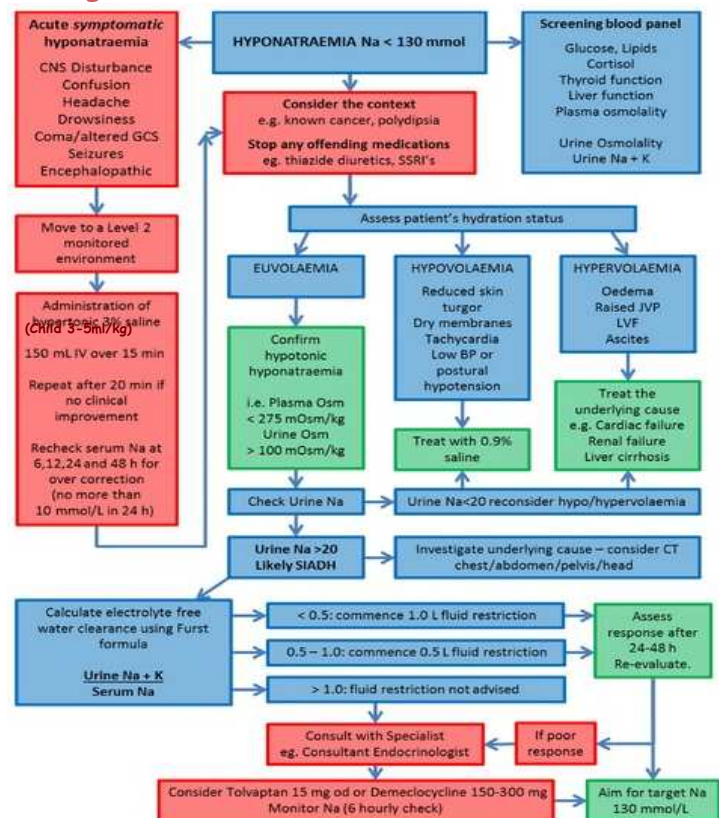 Acute symptomatic
hyponatraemia
CNS Disturbance
Confusion
Headache
Drowsiness
Coma/altered GCS
Seizures
Encephalopathic
HYPONATRAEMIA Na < 130 mmol
Screening blood panel
Glucose, Lipids
Cortisol
Thyroid function
Liver function
Plasma osmolality
Urine Osmolality
Urine Na + K
Consider the context
e.g. known cancer, polydipsia
Stop any offending medications
eg. thiazide diuretics, SSRI's
Move to a Level 2
monitored
environment
Administration of
hypertonic 3% saline
(Child 3-5ml/kg)
150 mL IV over 15 min
Repeat after 20 min if
no clinical
improvement
Recheck serum Na at
6,12,24 and 48 h for
over correction
(no more than
10 mmol/L in 24 h)
Assess patient's hydration status
EUVOLAEMIA
HYPOVOLAEMIA
Reduced skin
turgor
Dry membranes
Tachycardia
Low BP or
postural
hypotension
HYPERVOLAEMIA
Oedema
Raised JVP
LVF
Ascites
Confirm
hypotonic
hyponatraemia
i.e. Plasma Osm
< 275 mOsm/kg
Urine Osm
> 100 mOsm/kg
Treat with 0.9%
saline
Treat the
underlying cause
e.g. Cardiac failure
Renal failure
Liver cirrhosis
Check Urine Na
Urine Na<20 reconsider hypo/hypervolaemia
Urine Na >20
Likely SIADH
Investigate underlying cause – consider CT
chest/abdomen/pelvis/head
Calculate electrolyte free
water clearance using Furst
formula
Urine Na + K
Serum Na
< 0.5: commence 1.0 L fluid restriction
0.5 – 1.0: commence 0.5 L fluid restriction
> 1.0: fluid restriction not advised
Assess
response after
24-48 h
Re-evaluate.
Consult with Specialist
eg. Consultant Endocrinologist
If poor
response
Consider Tolvaptan 15 mg od or Demeclocycline 150-300 mg
Monitor Na (6 hourly check)
Aim for target Na
130 mmol/L